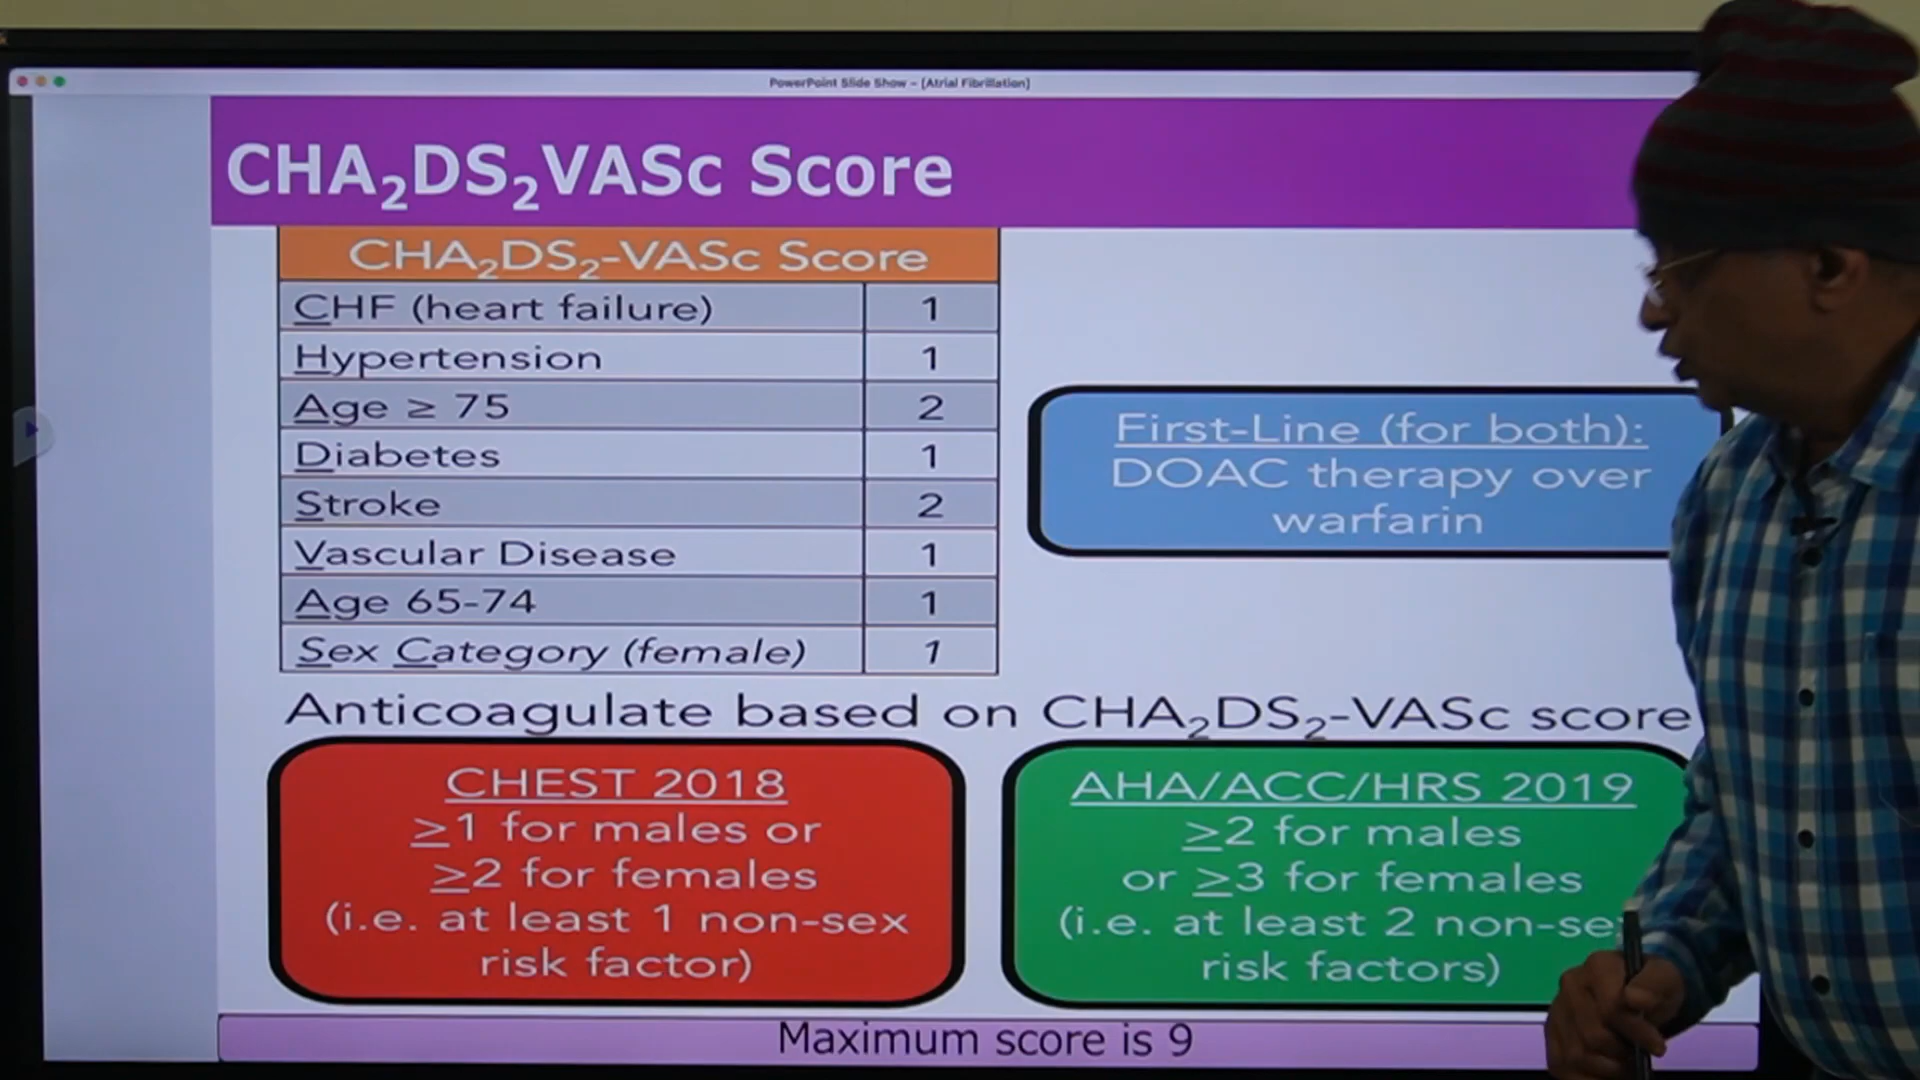 PowerPoint Slide Show - [Atrial Fibrillation]
CHA₂DS₂VASc Score
CHA₂DS₂-VASc Score
CHF (heart failure) 1
Hypertension 1
Age ≥ 75 2
Diabetes 1
Stroke 2
Vascular Disease 1
Age 65-74 1
Sex Category (female) 1
First-Line (for both):
DOAC therapy over
warfarin
Anticoagulate based on CHA₂DS₂-VASc score
CHEST 2018
≥1 for males or
≥2 for females
(i.e. at least 1 non-sex
risk factor)
AHA/ACC/HRS 2019
≥2 for males
or ≥3 for females
(i.e. at least 2
risk factors)
Maximum score is 9